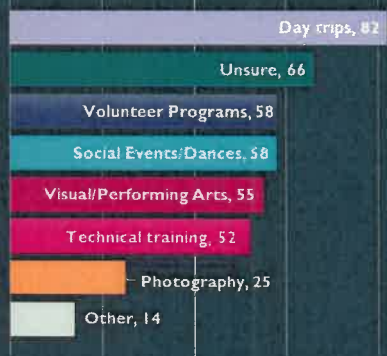 Day trips, 82
Unsure, 66
Volunteer Programs, 58
Social Events/Dances, 58
Visual/Performing Arts, 55
Technical training, 52
Photography, 25
Other, 14